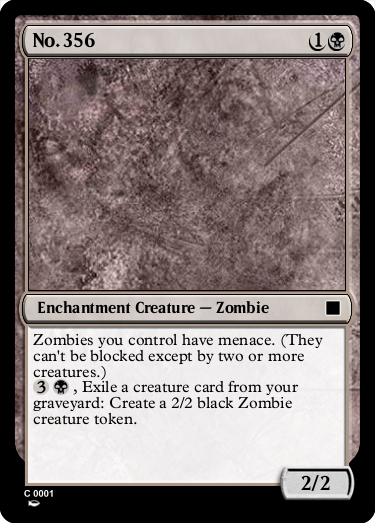 No. 356
1
Enchantment Creature — Zombie
Zombies you control have menace. (They
can't be blocked except by two or more
creatures.)
3 , Exile a creature card from your
graveyard: Create a 2/2 black Zombie
creature token.
2/2
C 0001